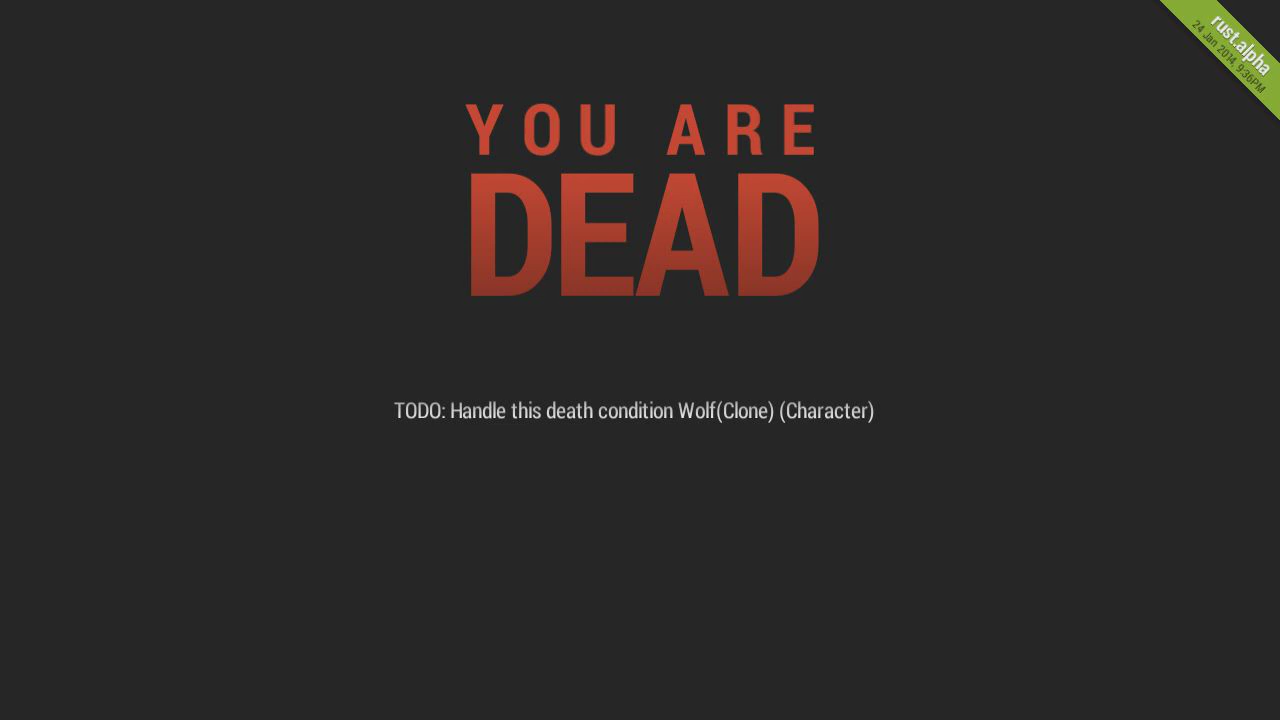 rust.alpha
24 Jan 2014, 9:36PM
YOU ARE
DEAD
TODO: Handle this death condition Wolf(Clone) (Character)